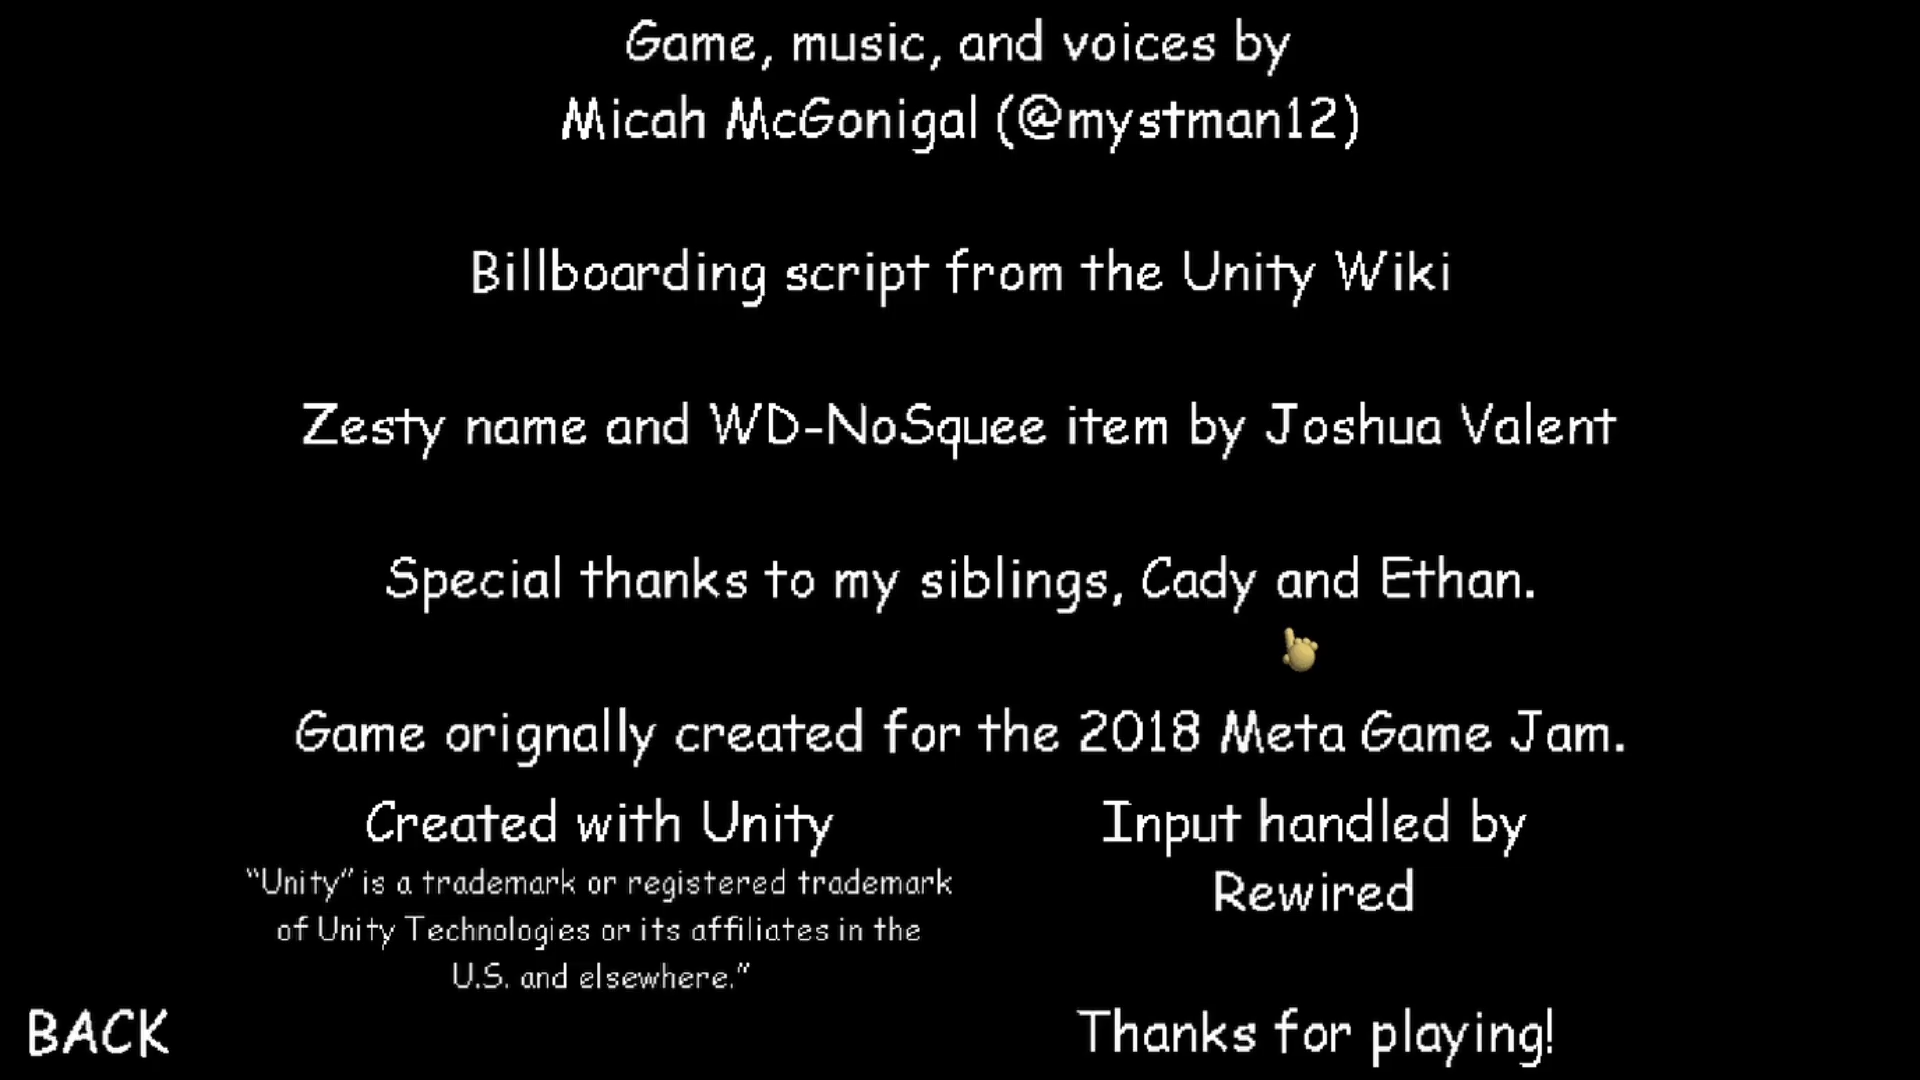 Game, music, and voices by
Micah McGonigal (@mystman12)
Billboarding script from the Unity Wiki
Zesty name and WD-NoSquee item by Joshua Valent
Special thanks to my siblings, Cady and Ethan.
Game orignally created for the 2018 Meta Game Jam.
Created with Unity
“Unity” is a trademark or registered trademark
of Unity Technologies or its affiliates in the
U.S. and elsewhere.”
Input handled by
Rewired
Thanks for playing!
BACK